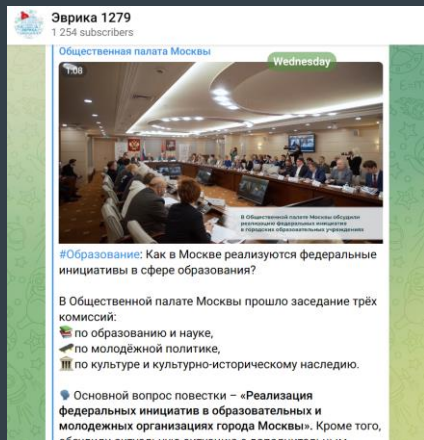 Эврика 1279
1 254 subscribers
Общественная палата Москвы
Wednesday
1:08
В Общественной палате Москвы обсудили
реализацию федеральных инициатив
в городских образовательных учреждениях
#Образование: Как в Москве реализуются федеральные
инициативы в сфере образования?
В Общественной палате Москвы прошло заседание трёх
комиссий:
📚по образованию и науке,
🎓по молодёжной политике,
🏛по культуре и культурно-историческому наследию.
🗣 Основной вопрос повестки – «Реализация
федеральных инициатив в образовательных и
молодежных организациях города Москвы». Кроме того,